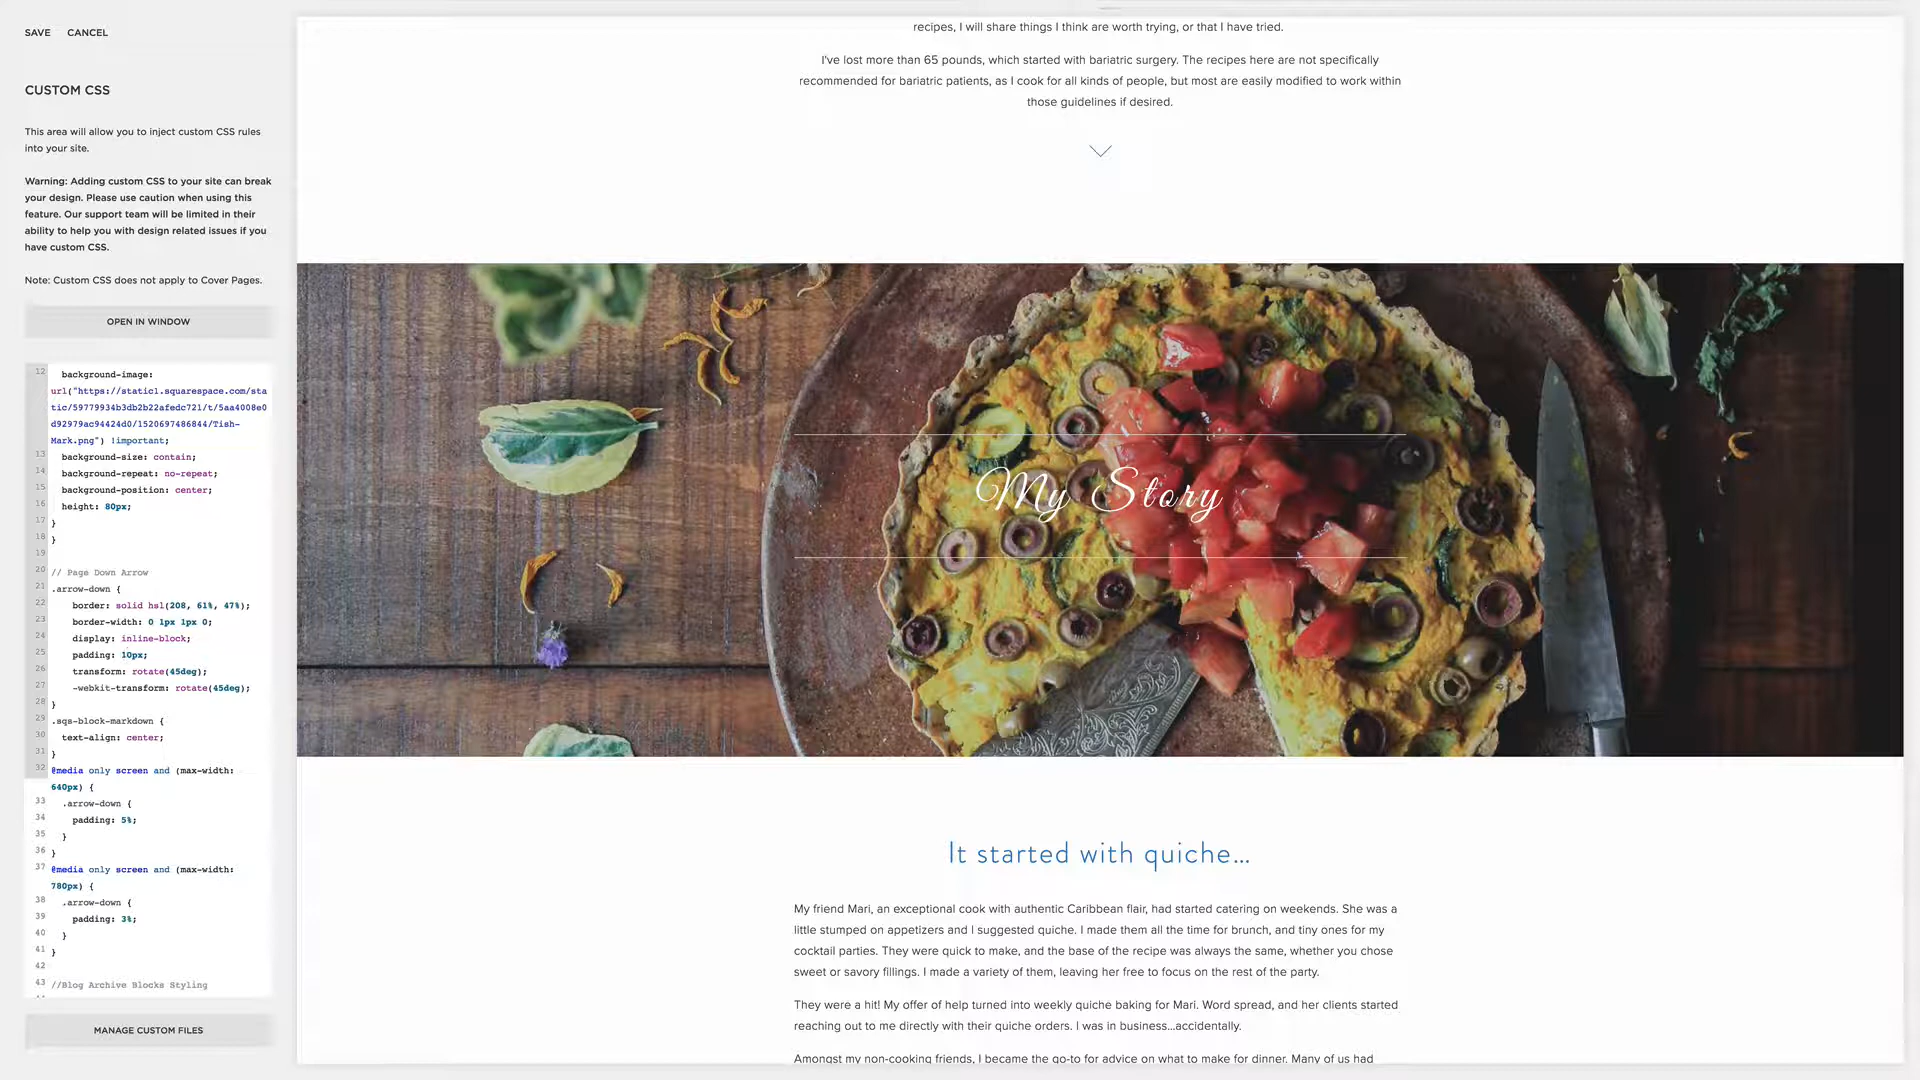 SAVE CANCEL
CUSTOM CSS
This area will allow you to inject custom CSS rules
into your site.
Warning: Adding custom CSS to your site can break
your design. Please use caution when using this
feature. Our support team will be limited in their
ability to help you with design related issues if you
have custom CSS.
Note: Custom CSS does not apply to Cover Pages.
OPEN IN WINDOW
12 background-image:
url("https://static1.squarespace.com/sta
tic/59779934b3db2b22afedc721/t/5aa4008e0
d92979ac94424d0/1520697486844/Tish-
Mark.png") !important;
13 background-size: contain;
14 background-repeat: no-repeat;
15 background-position: center;
16 height: 80px;
17 }
18 }
19
20 // Page Down Arrow
21 .arrow-down {
22 border: solid hsl(208, 61%, 47%);
23 border-width: 0 1px 1px 0;
24 display: inline-block;
25 padding: 10px;
26 transform: rotate(45deg);
27 -webkit-transform: rotate(45deg);
28 }
29 .sqs-block-markdown {
30 text-align: center;
31 }
32 @media only screen and (max-width:
640px) {
33 .arrow-down {
34 padding: 5%;
35 }
36 }
37 @media only screen and (max-width:
780px) {
38 .arrow-down {
39 padding: 3%;
40 }
41 }
42
43 //Blog Archive Blocks Styling
MANAGE CUSTOM FILES
recipes, I will share things I think are worth trying, or that I have tried.
I've lost more than 65 pounds, which started with bariatric surgery. The recipes here are not specifically
recommended for bariatric patients, as I cook for all kinds of people, but most are easily modified to work within
those guidelines if desired.
My Story
It started with quiche...
My friend Mari, an exceptional cook with authentic Caribbean flair, had started catering on weekends. She was a
little stumped on appetizers and I suggested quiche. I made them all the time for brunch, and tiny ones for my
cocktail parties. They were quick to make, and the base of the recipe was always the same, whether you chose
sweet or savory fillings. I made a variety of them, leaving her free to focus on the rest of the party.
They were a hit! My offer of help turned into weekly quiche baking for Mari. Word spread, and her clients started
reaching out to me directly with their quiche orders. I was in business...accidentally.
Amongst my non-cooking friends, I became the go-to for advice on what to make for dinner. Many of us had